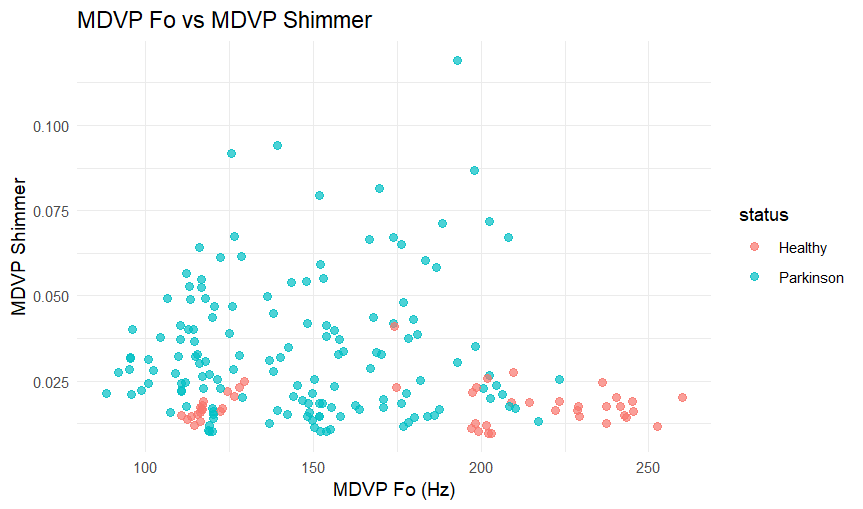 MDVP Fo vs MDVP Shimmer
MDVP Shimmer
0.100
0.075
0.050
0.025
100 150 200 250
MDVP Fo (Hz)
status
Healthy
Parkinson